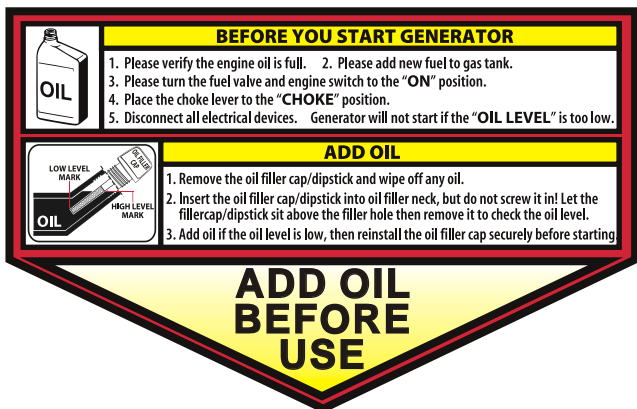 BEFORE YOU START GENERATOR
OIL
1. Please verify the engine oil is full. 2. Please add new fuel to gas tank.
3. Please turn the fuel valve and engine switch to the “ON” position.
4. Place the choke lever to the “CHOKE” position.
5. Disconnect all electrical devices. Generator will not start if the “OIL LEVEL” is too low.
ADD OIL
OIL FILLER
CAP
LOW LEVEL
MARK
HIGH LEVEL
MARK
OIL
1. Remove the oil filler cap/dipstick and wipe off any oil.
2. Insert the oil filler cap/dipstick into oil filler neck, but do not screw it in! Let the
fillercap/dipstick sit above the filler hole then remove it to check the oil level.
3. Add oil if the oil level is low, then reinstall the oil filler cap securely before starting.
ADD OIL
BEFORE
USE